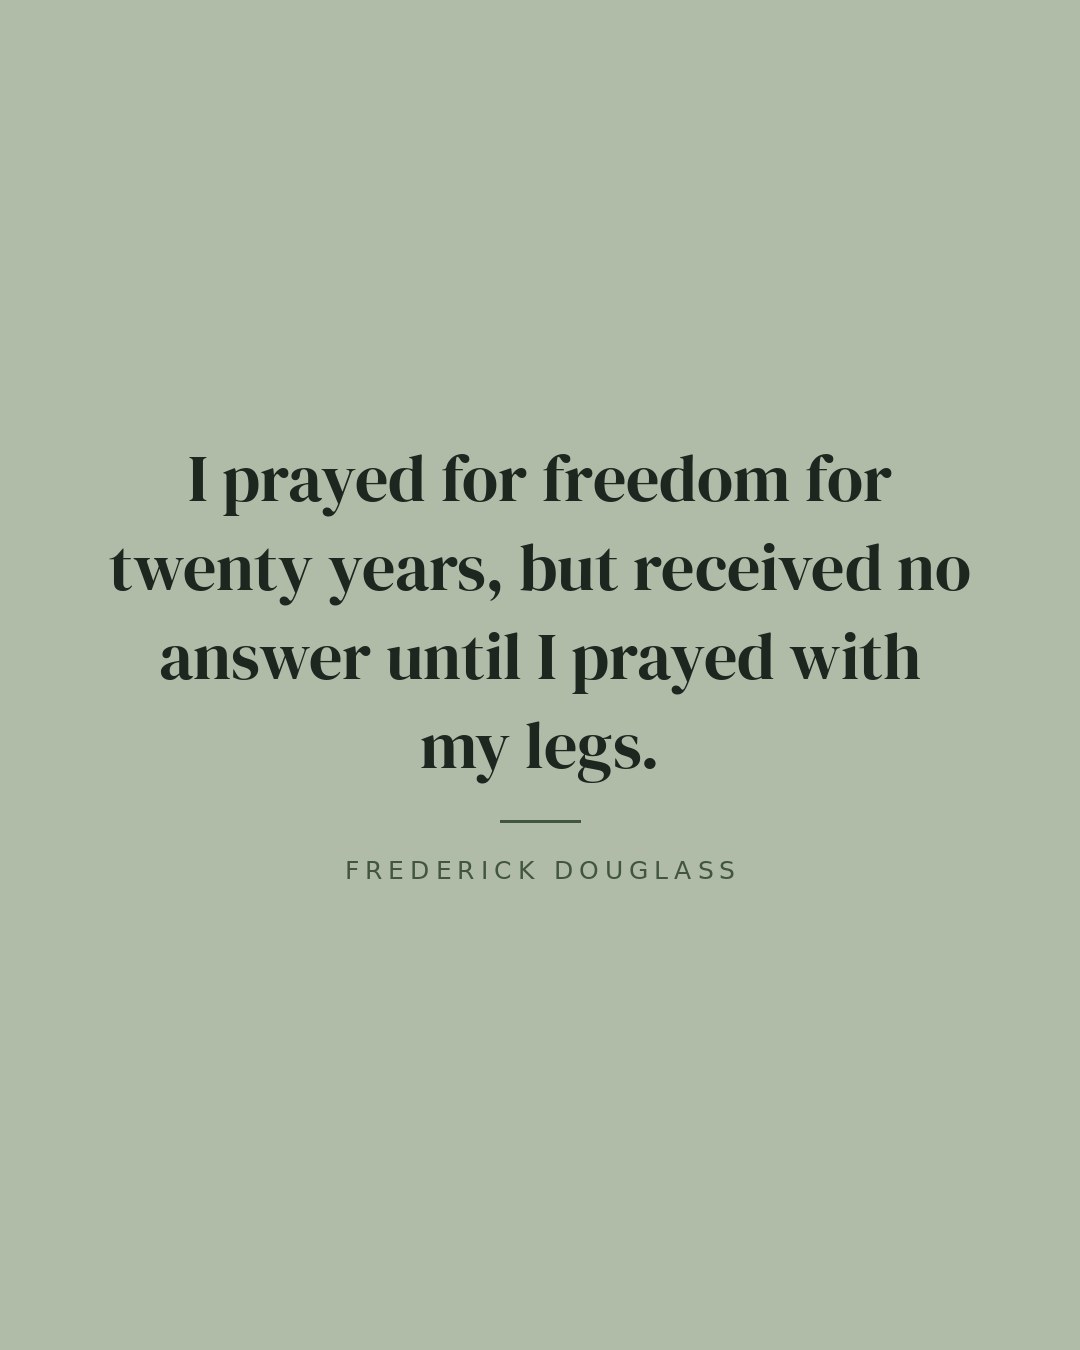 I prayed for freedom for
twenty years, but received no
answer until I prayed with
my legs.
FREDERICK DOUGLASS